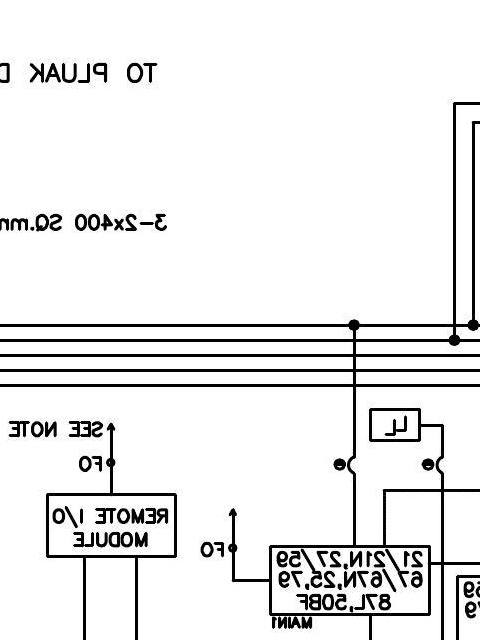 TO PLUAK D
3-2x400 SQ.mm
SEE NOTE
FO
REMOTE I/O
MODULE
FO
LL
21/21N,27/59
67/67N,25,79
87L,50BF
MAIN1
59
79